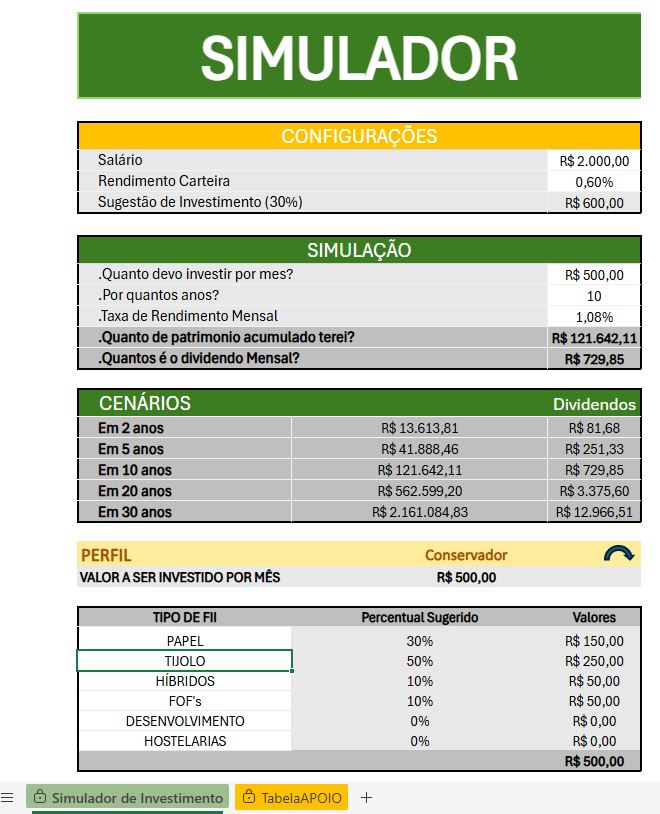 SIMULADOR
CONFIGURAÇÕES
Salário R$ 2.000,00
Rendimento Carteira 0,60%
Sugestão de Investimento (30%) R$ 600,00
SIMULAÇÃO
.Quanto devo investir por mes? R$ 500,00
.Por quantos anos? 10
.Taxa de Rendimento Mensal 1,08%
.Quanto de patrimonio acumulado terei? R$ 121.642,11
.Quantos é o dividendo Mensal? R$ 729,85
CENÁRIOS Dividendos
Em 2 anos R$ 13.613,81 R$ 81,68
Em 5 anos R$ 41.888,46 R$ 251,33
Em 10 anos R$ 121.642,11 R$ 729,85
Em 20 anos R$ 562.599,20 R$ 3.375,60
Em 30 anos R$ 2.161.084,83 R$ 12.966,51
PERFIL Conservador
VALOR A SER INVESTIDO POR MÊS R$ 500,00
TIPO DE FII Percentual Sugerido Valores
PAPEL 30% R$ 150,00
TIJOLO 50% R$ 250,00
HÍBRIDOS 10% R$ 50,00
FOF's 10% R$ 50,00
DESENVOLVIMENTO 0% R$ 0,00
HOSTELARIAS 0% R$ 0,00
R$ 500,00
Simulador de Investimento TabelaAPOIO